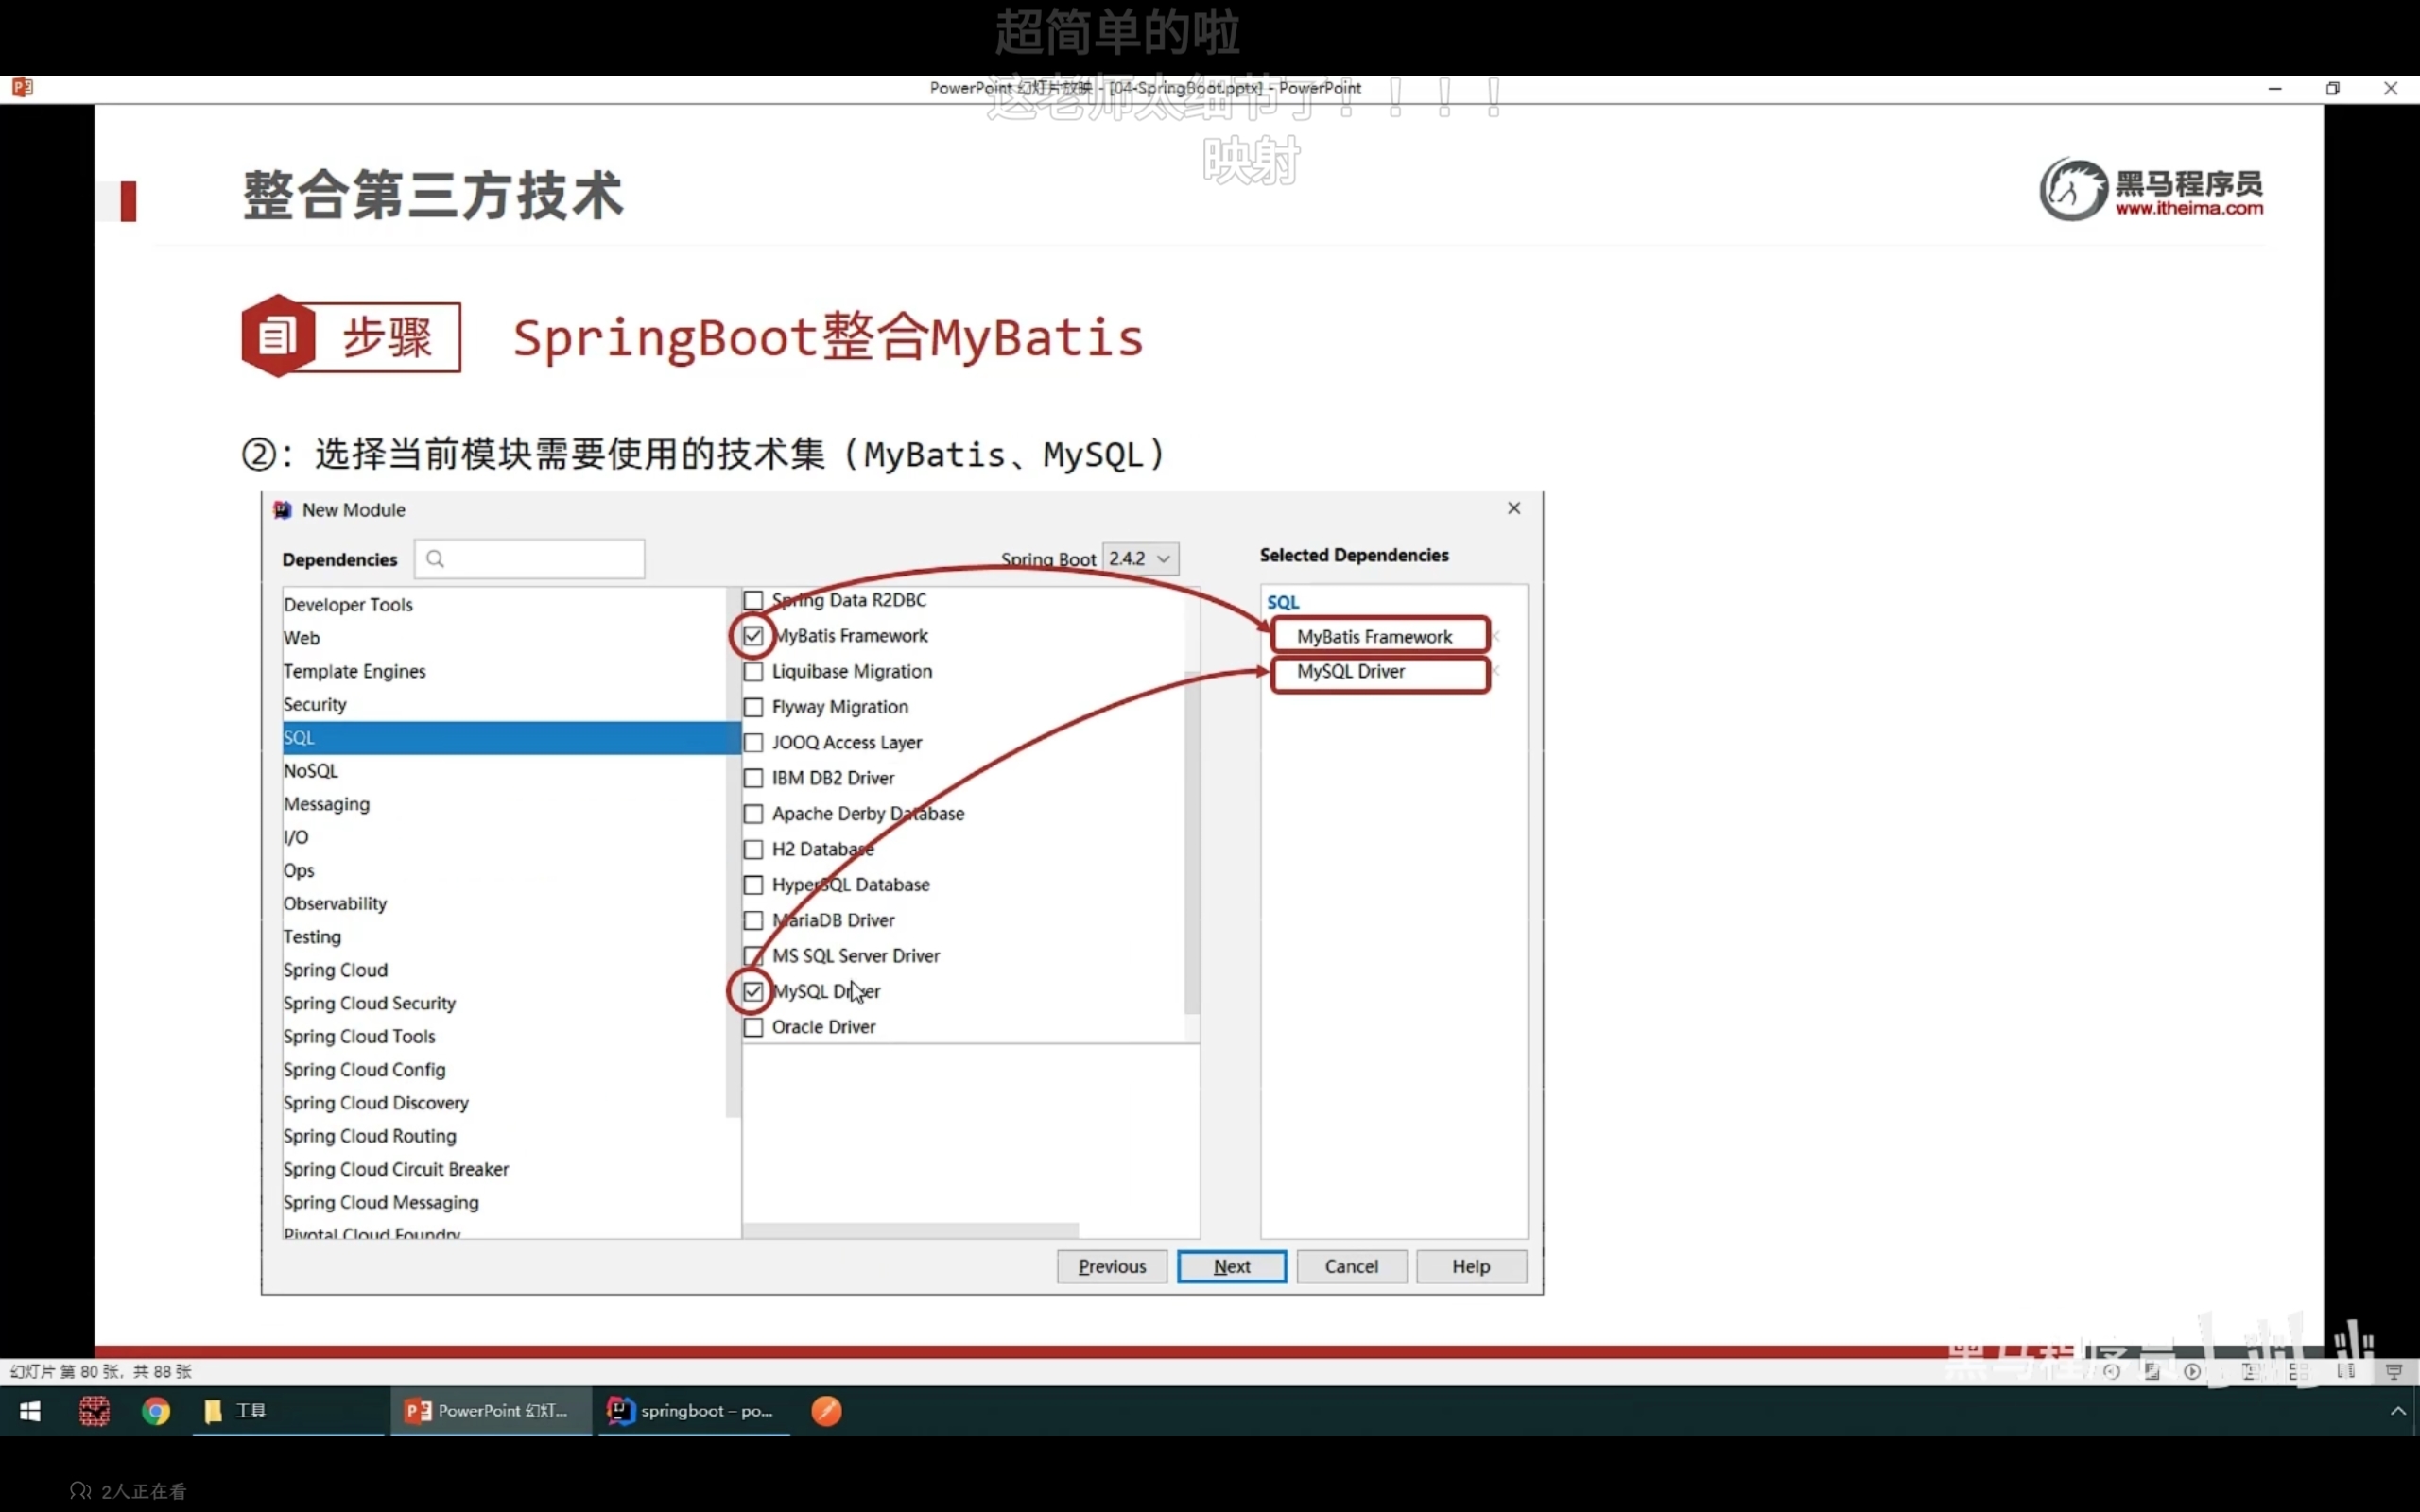 超简单的啦
PowerPoint 幻灯片放映 - [04-SpringBoot.pptx] - PowerPoint
这老师太细节了！！！！
映射
整合第三方技术
黑马程序员
www.itheima.com
步骤
SpringBoot整合MyBatis
②：选择当前模块需要使用的技术集（MyBatis、MySQL）
New Module
Dependencies
Spring Boot 2.4.2
Selected Dependencies
Developer Tools
Web
Template Engines
Security
SQL
NoSQL
Messaging
I/O
Ops
Observability
Testing
Spring Cloud
Spring Cloud Security
Spring Cloud Tools
Spring Cloud Config
Spring Cloud Discovery
Spring Cloud Routing
Spring Cloud Circuit Breaker
Spring Cloud Messaging
Pivotal Cloud Foundry
Spring Data R2DBC
MyBatis Framework
Liquibase Migration
Flyway Migration
JOOQ Access Layer
IBM DB2 Driver
Apache Derby Database
H2 Database
HyperSQL Database
MariaDB Driver
MS SQL Server Driver
MySQL Driver
Oracle Driver
SQL
MyBatis Framework
MySQL Driver
Previous
Next
Cancel
Help
黑马程序员
幻灯片 第 80 张，共 88 张
工具
PowerPoint 幻灯...
springboot – po...
2人正在看